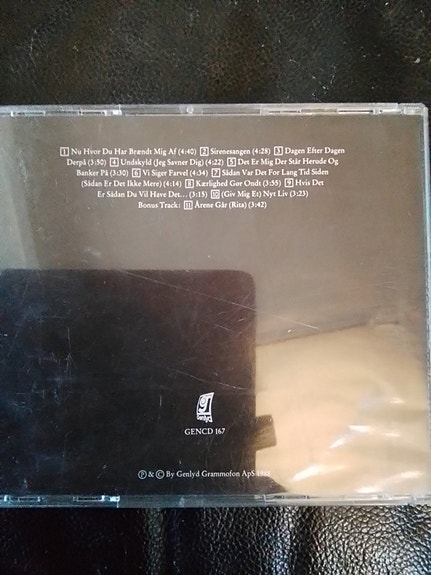 1 Nu Hvor Du Har Brændt Mig Af (4:40) 2 Sirenesangen (4:28) 3 Dagen Efter Dagen
Derpå (3:50) 4 Undskyld (Jeg Savner Dig) (4:22) 5 Det Er Mig Der Står Herude Og
Banker På (3:30) 6 Vi Siger Farvel (4:34) 7 Sådan Var Det For Lang Tid Siden
(Sådan Er Det Ikke Mere) (4:14) 8 Kærlighed Gør Ondt (3:55) 9 Hvis Det
Er Sådan Du Vil Have Det... (3:15) 10 (Giv Mig Et) Nyt Liv (3:23)
Bonus Track: 11 Årene Går (Rita) (3:42)
Genlyd
GENCD 167
Ⓟ & © By Genlyd Grammofon ApS 1988